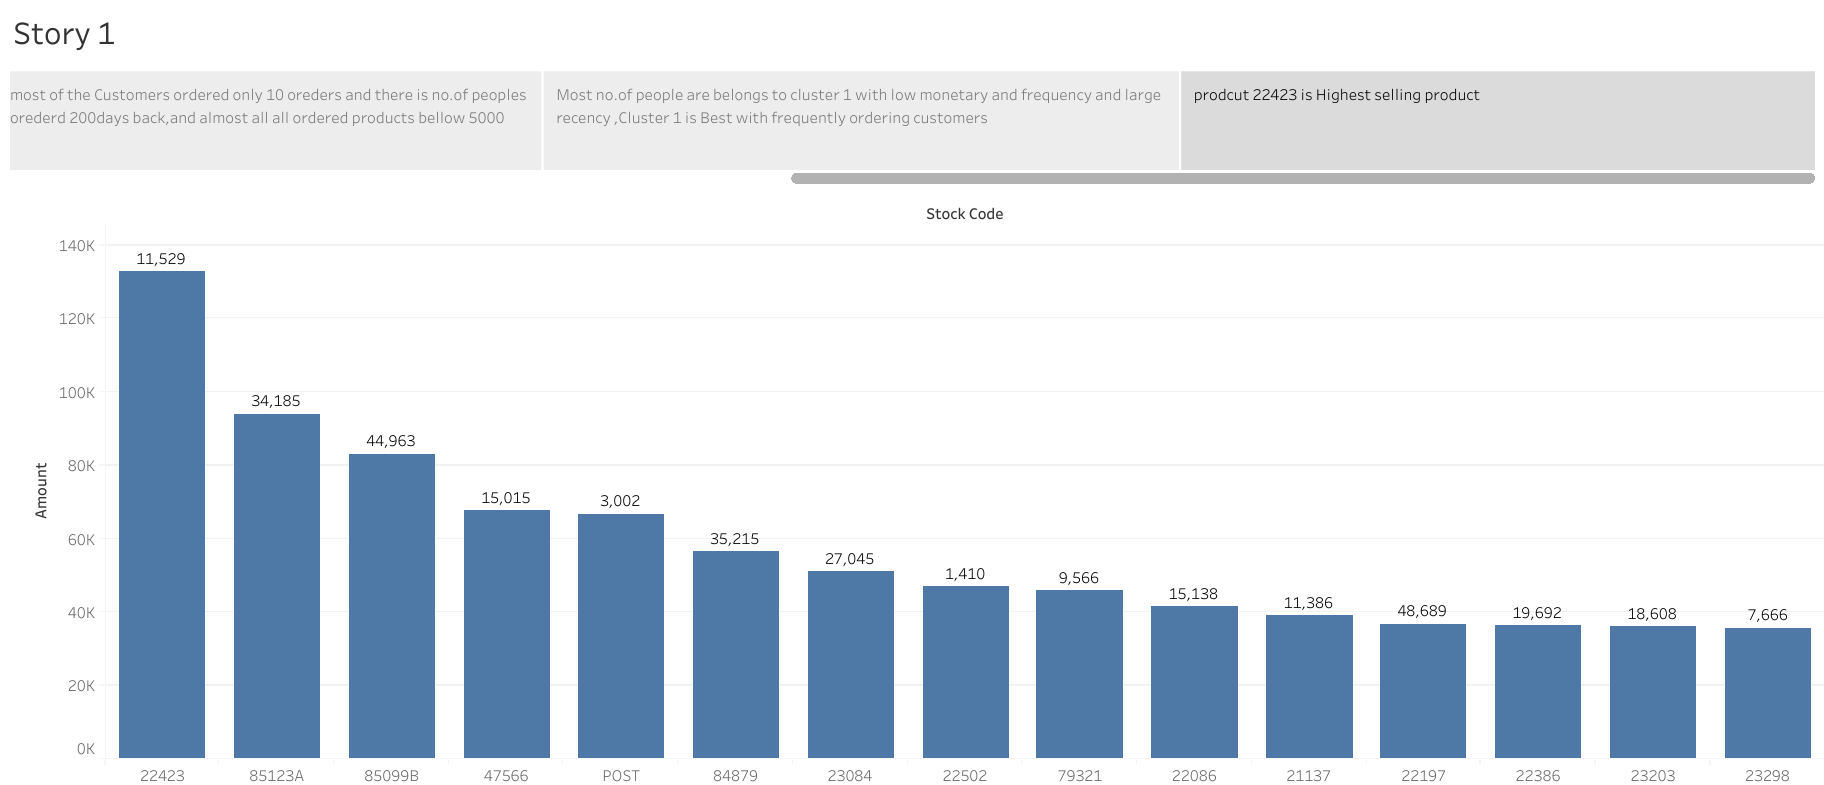 Story 1
most of the Customers ordered only 10 oreders and there is no.of peoples
orederd 200days back,and almost all all ordered products bellow 5000
Most no.of people are belongs to cluster 1 with low monetary and frequency and large
recency ,Cluster 1 is Best with frequently ordering customers
prodcut 22423 is Highest selling product
Stock Code
140K
120K
100K
80K
60K
40K
20K
0K
Amount
11,529
34,185
44,963
15,015
3,002
35,215
27,045
1,410
9,566
15,138
11,386
48,689
19,692
18,608
7,666
22423
85123A
85099B
47566
POST
84879
23084
22502
79321
22086
21137
22197
22386
23203
23298